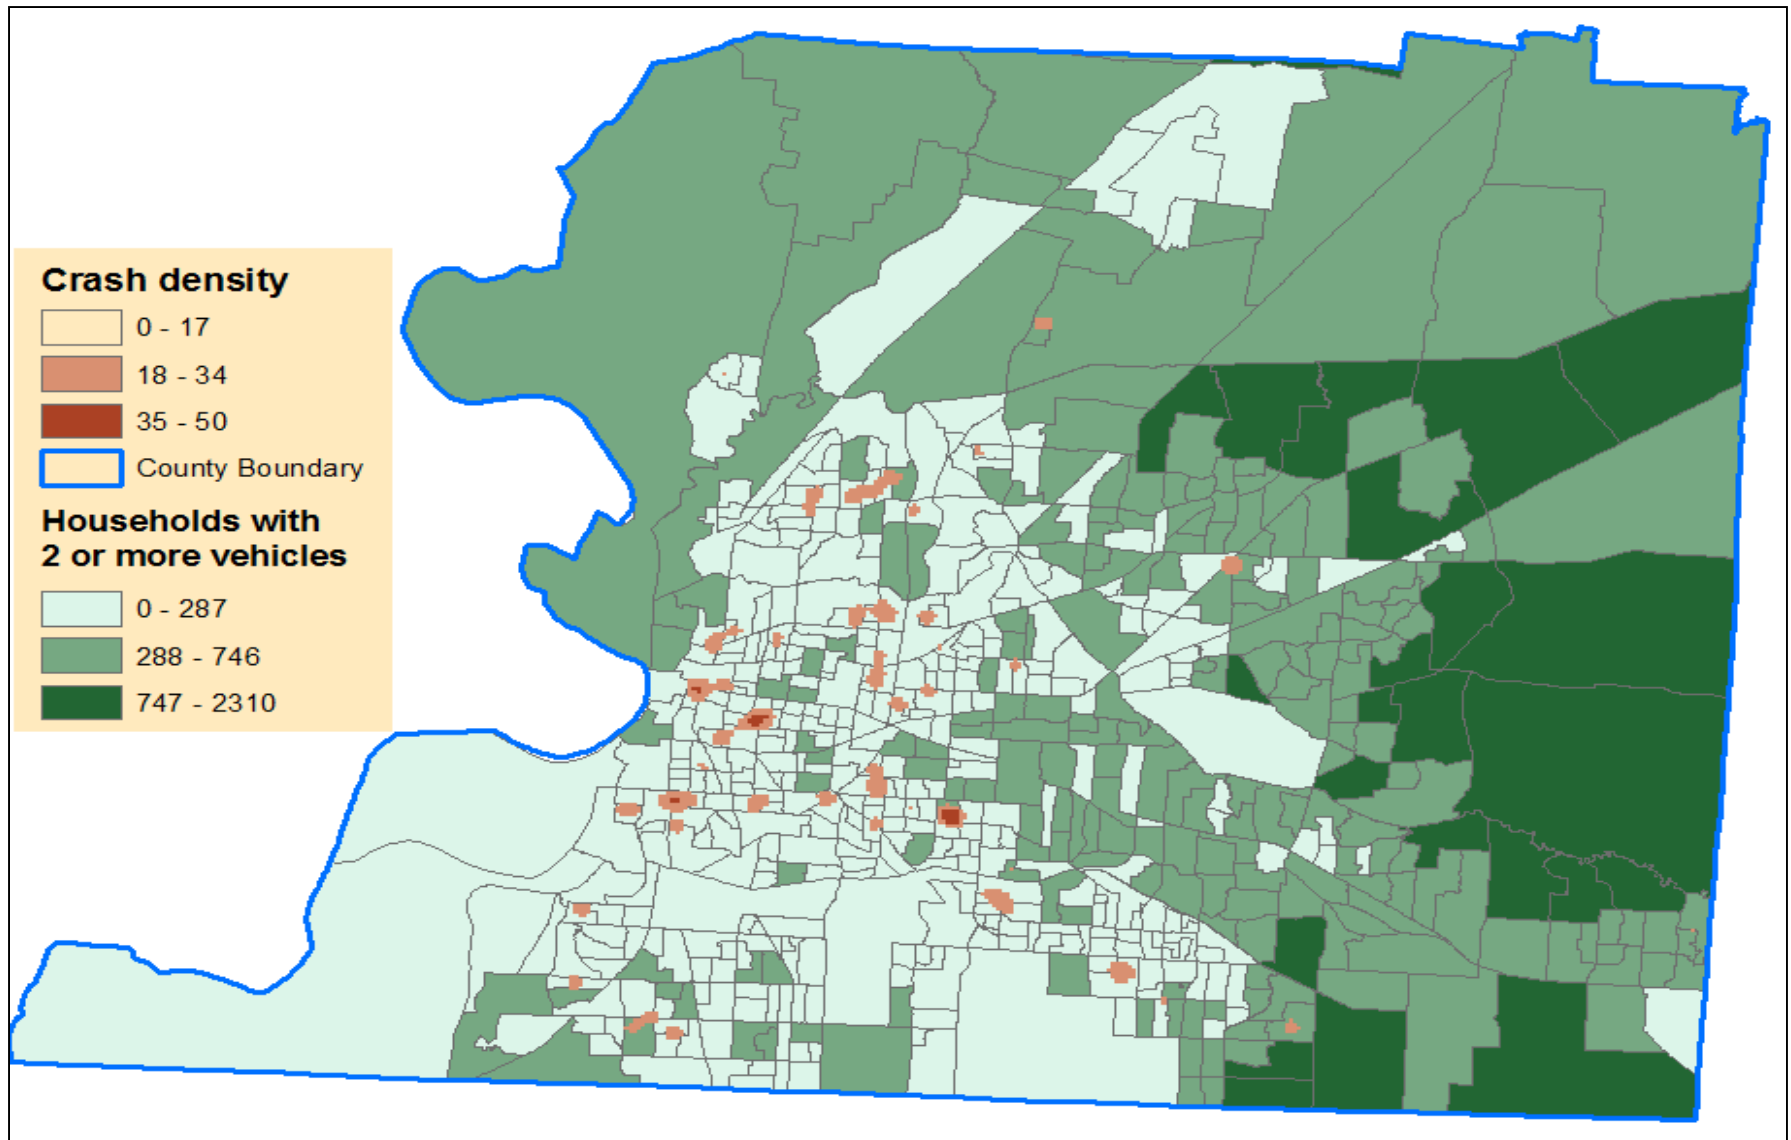 Crash density
0 - 17
18 - 34
35 - 50
County Boundary
Households with
2 or more vehicles
0 - 287
288 - 746
747 - 2310